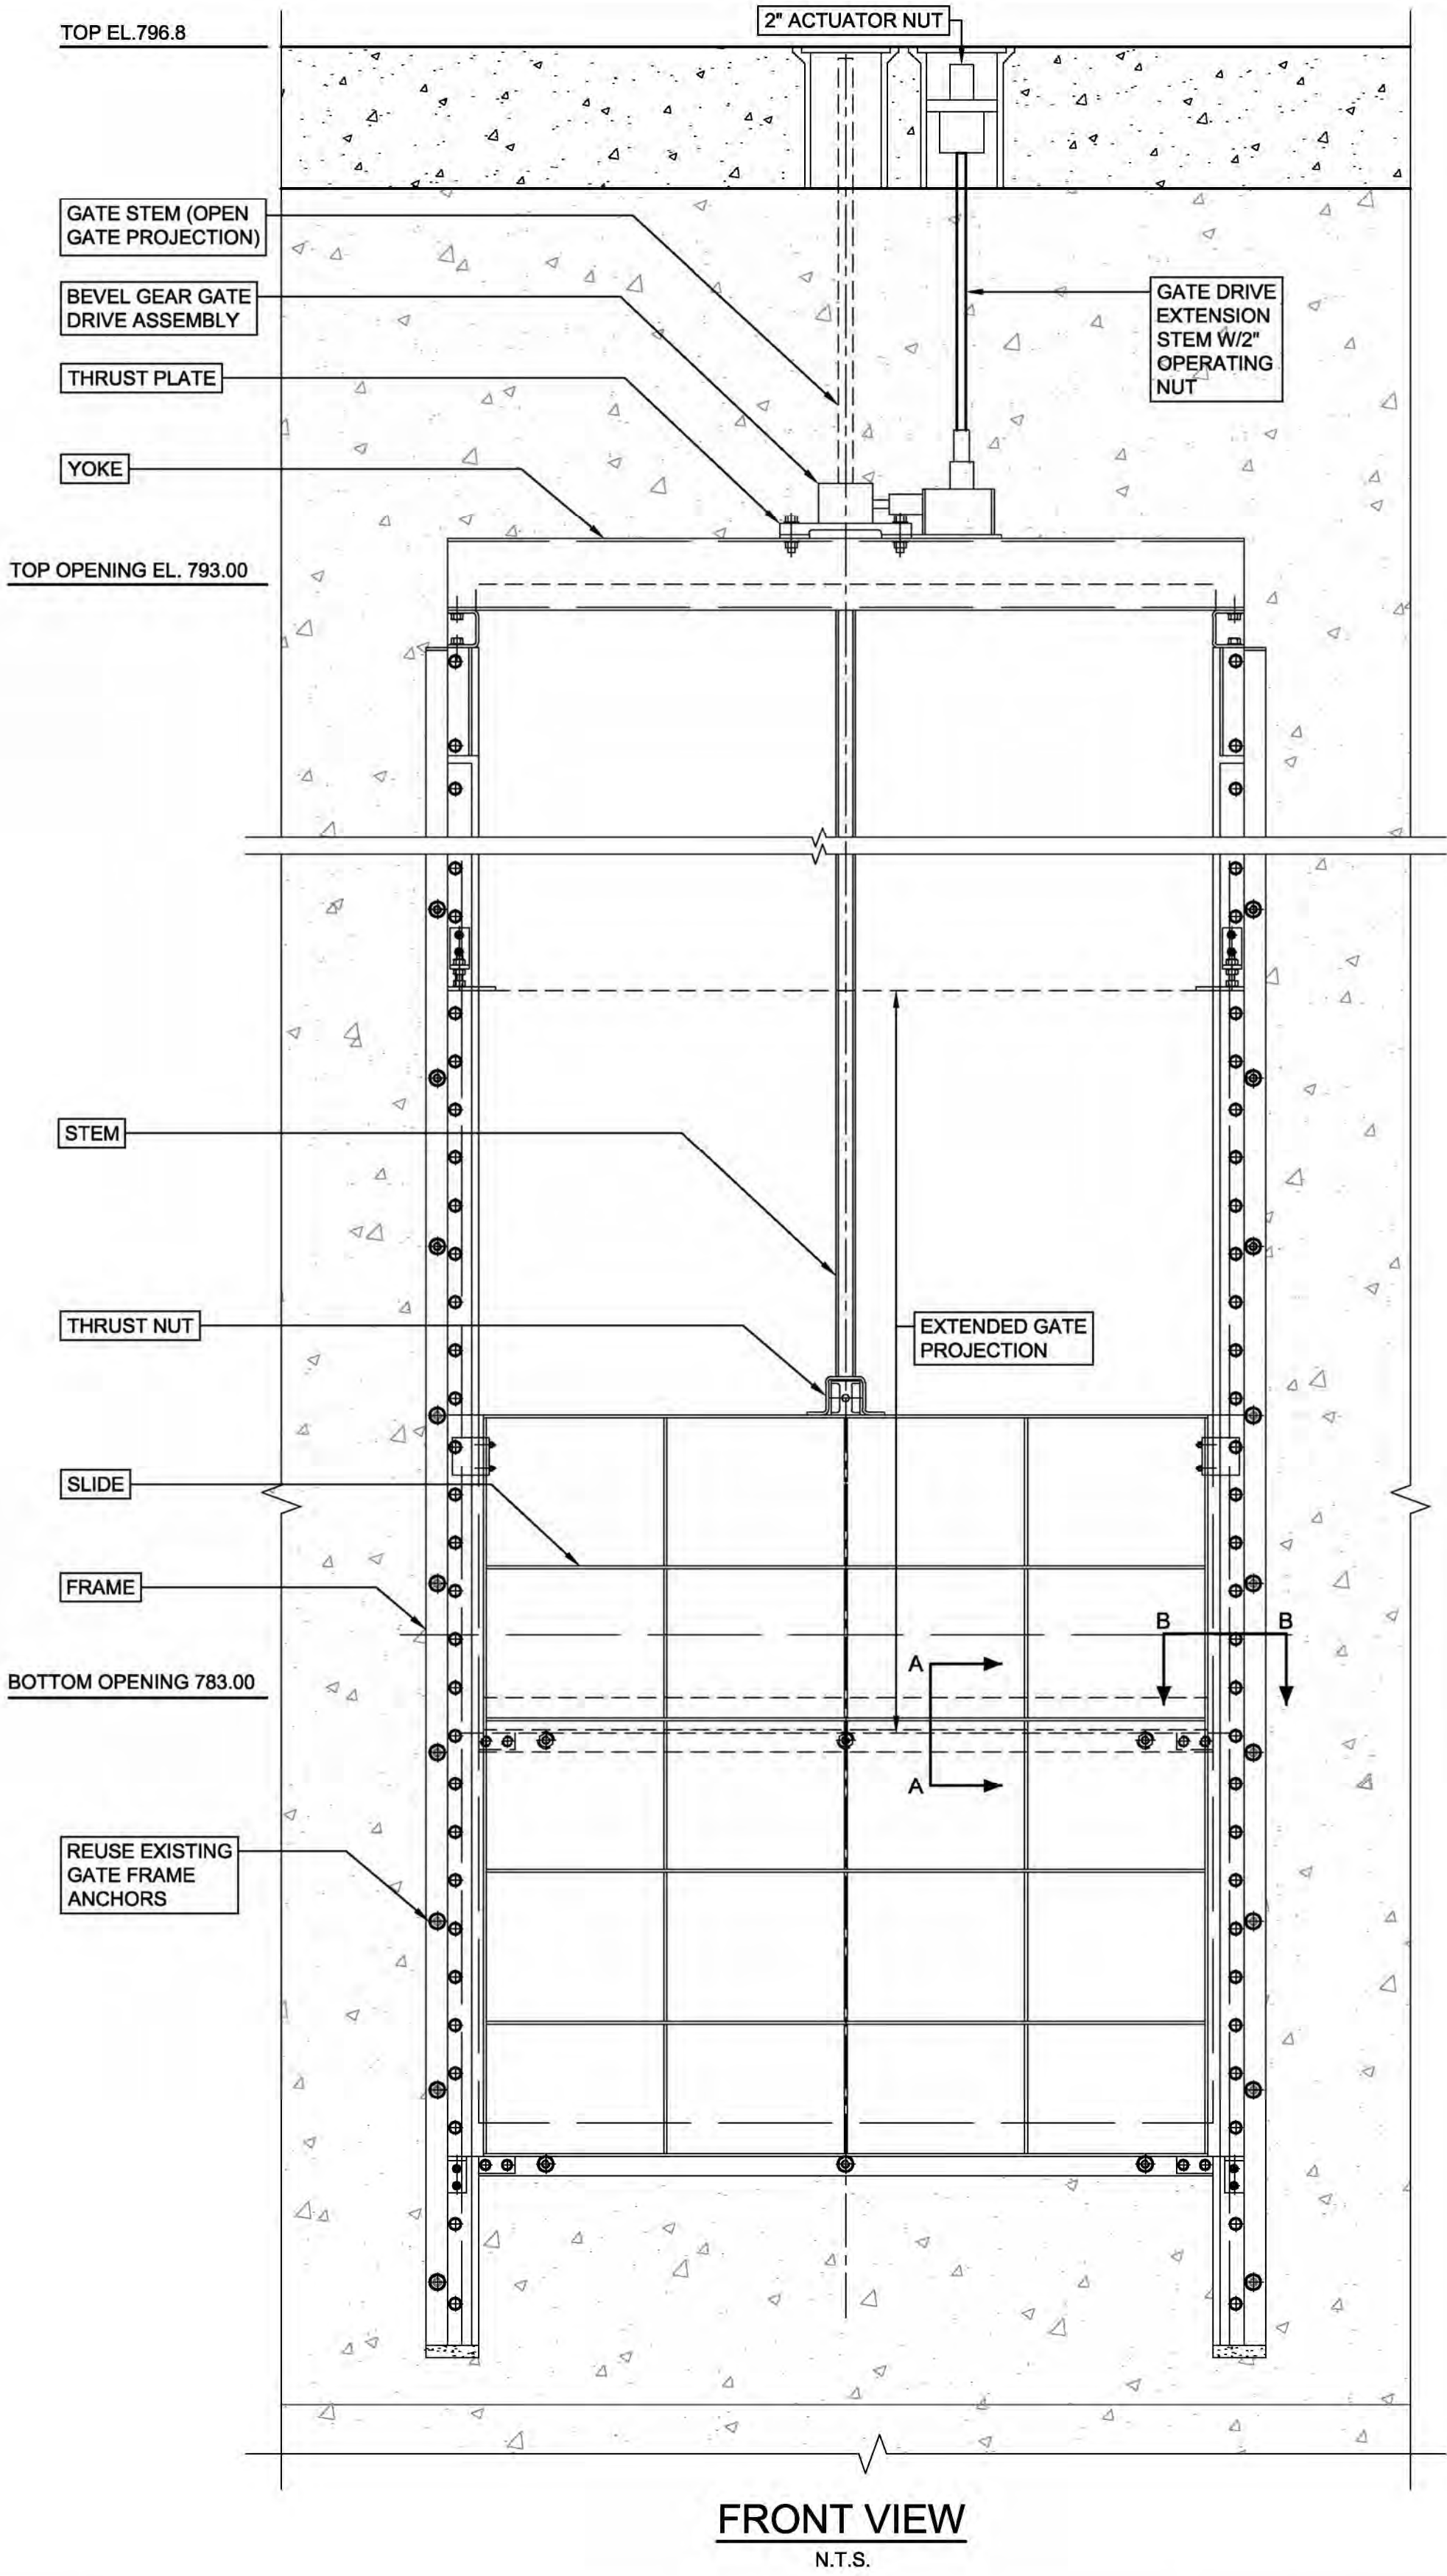 2" ACTUATOR NUT
TOP EL.796.8
GATE STEM (OPEN
GATE PROJECTION)
BEVEL GEAR GATE
DRIVE ASSEMBLY
GATE DRIVE
EXTENSION
STEM W/2"
OPERATING
NUT
THRUST PLATE
YOKE
TOP OPENING EL. 793.00
STEM
THRUST NUT
EXTENDED GATE
PROJECTION
SLIDE
FRAME
B
B
A
BOTTOM OPENING 783.00
A
REUSE EXISTING
GATE FRAME
ANCHORS
FRONT VIEW
N.T.S.